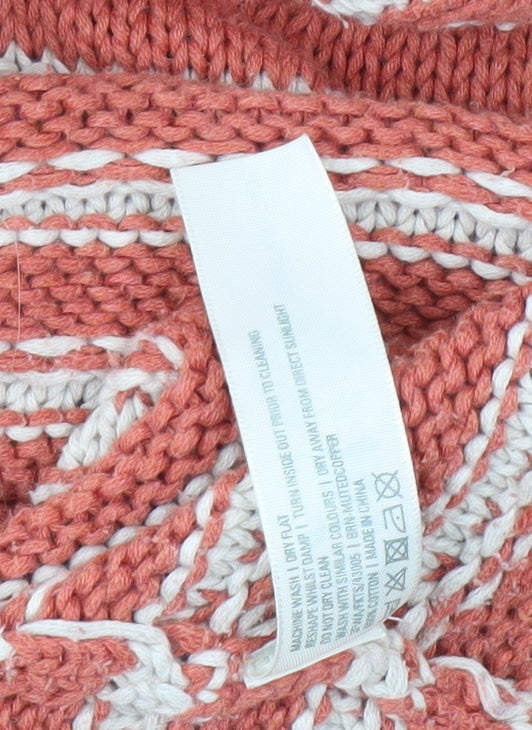 MACHINE WASH | DRY FLAT
RESHAPE WHILST DAMP | TURN INSIDE OUT PRIOR TO CLEANING
DO NOT DRY CLEAN
WASH WITH SIMILAR COLOURS | DRY AWAY FROM DIRECT SUNLIGHT
BRN-MUTEDCOPPER
COTTON | MADE IN CHINA